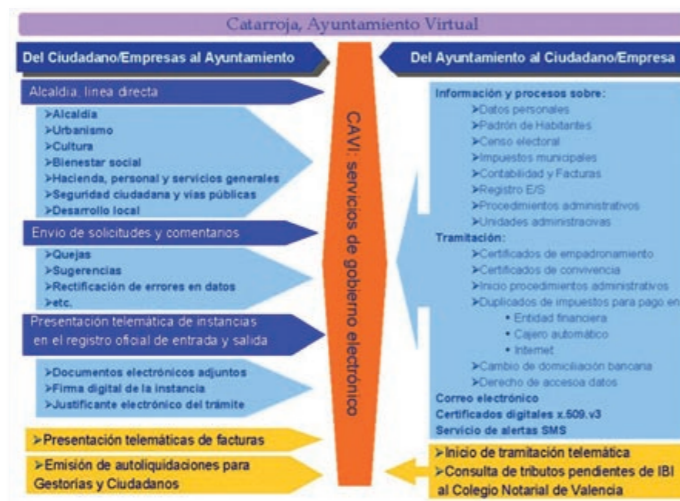 Catarroja, Ayuntamiento Virtual
Del Ciudadano/Empresas al Ayuntamiento
Alcaldía, línea directa
➤Alcaldía
➤Urbanismo
➤Cultura
➤Bienestar social
➤Hacienda, personal y servicios generales
➤Seguridad ciudadana y vías públicas
➤Desarrollo local
Envio de solicitudes y comentarios
➤Quejas
➤Sugerencias
➤Rectificación de errores en datos
➤etc.
Presentación telemática de instancias
en el registro oficial de entrada y salida
➤Documentos electrónicos adjuntos
➤Firma digital de la instancia
➤Justificante electrónico del trámite
➤Presentación telemáticas de facturas
➤Emisión de autoliquidaciones para
Gestorías y Ciudadanos
CAVI: servicios de gobierno electrónico
Del Ayuntamiento al Ciudadano/Empresa
Información y procesos sobre:
➤Datos personales
➤Padrón de Habitantes
➤Censo electoral
➤Impuestos municipales
➤Contabilidad y Facturas
➤Registro E/S
➤Procedimientos administrativos
➤Unidades administracivas
Tramitación:
➤Certificados de empadronamiento
➤Certificados de convivencia
➤Inicio procedimientos administrativos
➤Duplicados de impuestos para pago en
• Entidad financiera
• Cajero automático
• Internet
➤Cambio de domiciliación bancaria
➤Derecho de accesoa datos
Correo electrónico
Certificados digitales x.509.v3
Servicio de alertas SMS
➤Inicio de tramitación telemática
➤Consulta de tributos pendientes de IBI
al Colegio Notarial de Valencia